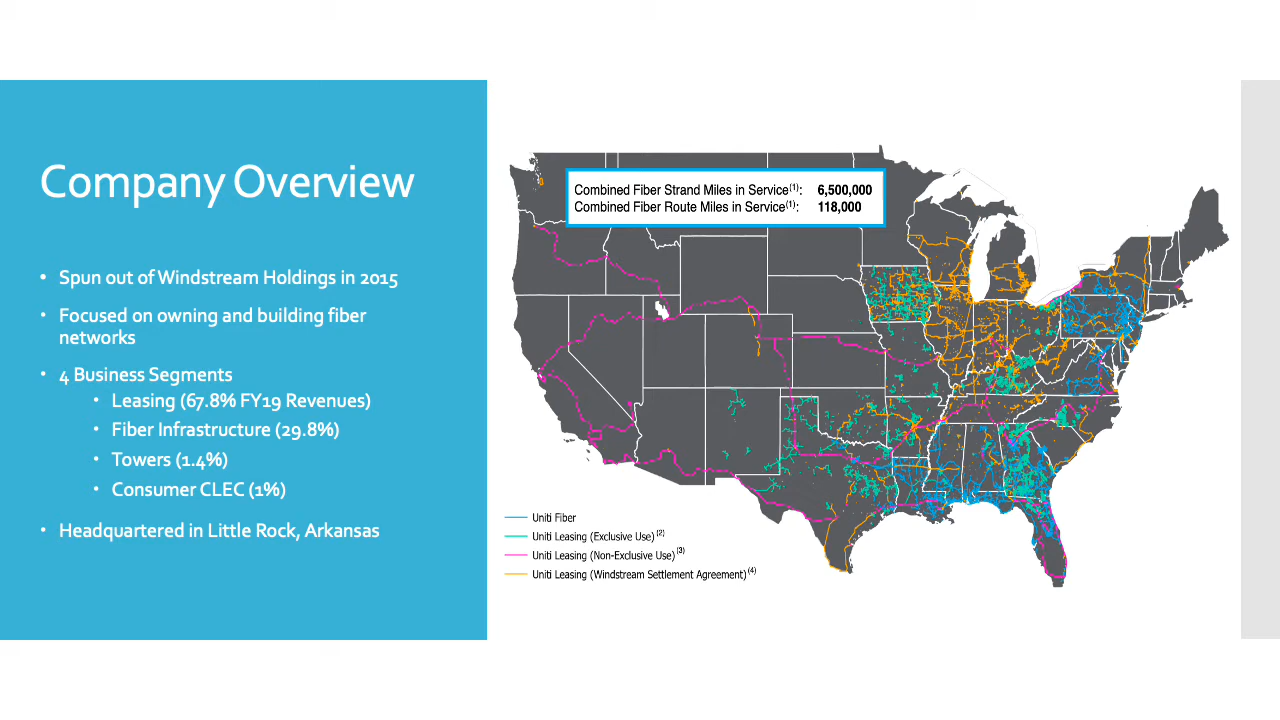 Company Overview
• Spun out of Windstream Holdings in 2015
• Focused on owning and building fiber
networks
• 4 Business Segments
• Leasing (67.8% FY19 Revenues)
• Fiber Infrastructure (29.8%)
• Towers (1.4%)
• Consumer CLEC (1%)
• Headquartered in Little Rock, Arkansas
Combined Fiber Strand Miles in Service(1): 6,500,000
Combined Fiber Route Miles in Service(1): 118,000
Uniti Fiber
Uniti Leasing (Exclusive Use)(2)
Uniti Leasing (Non-Exclusive Use)(3)
Uniti Leasing (Windstream Settlement Agreement)(4)